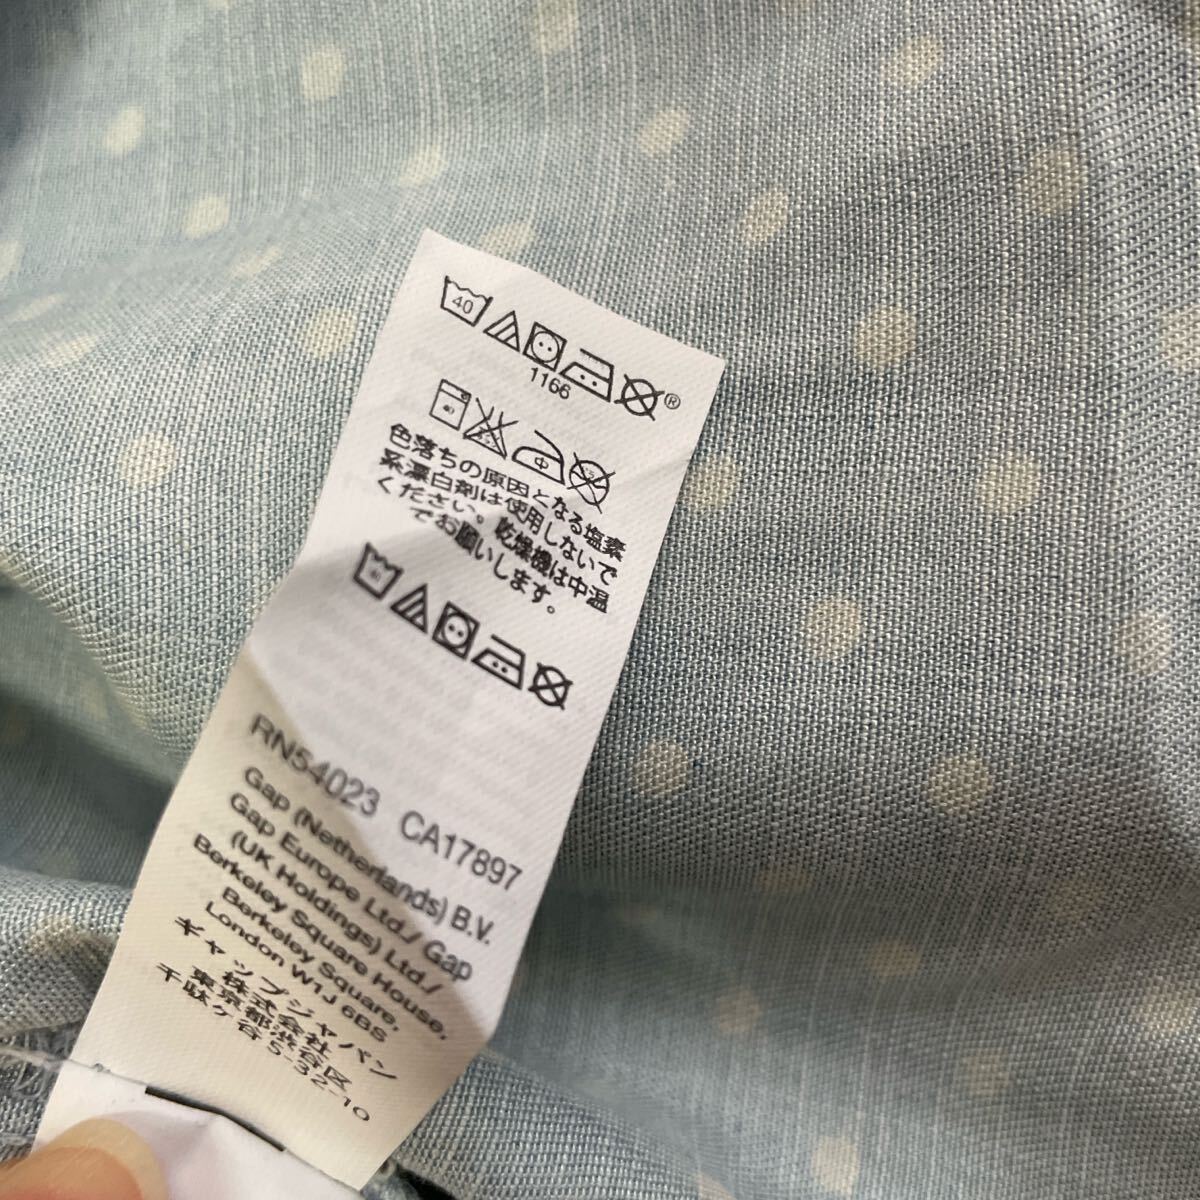 40
1166
®
中
色落ちの原因となる塩素
系漂白剤は使用しないで
ください。乾燥機は中温
でお願いします。
RN54023 CA17897
Gap (Netherlands) B.V.
Gap Europe Ltd./ Gap
(UK Holdings) Ltd./
Berkeley Square House,
Berkeley Square,
London W1J 6BS
ギャップジャパン
株式会社
東京都渋谷区
千駄ヶ谷5-32-10